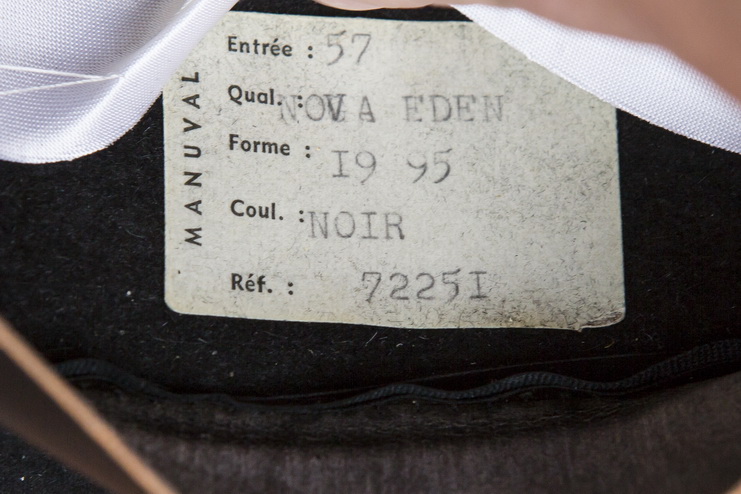 MANUVAL
Entrée : 57
Qual. : NOVA EDEN
Forme : I9 95
Coul. : NOIR
Réf. : 7225I